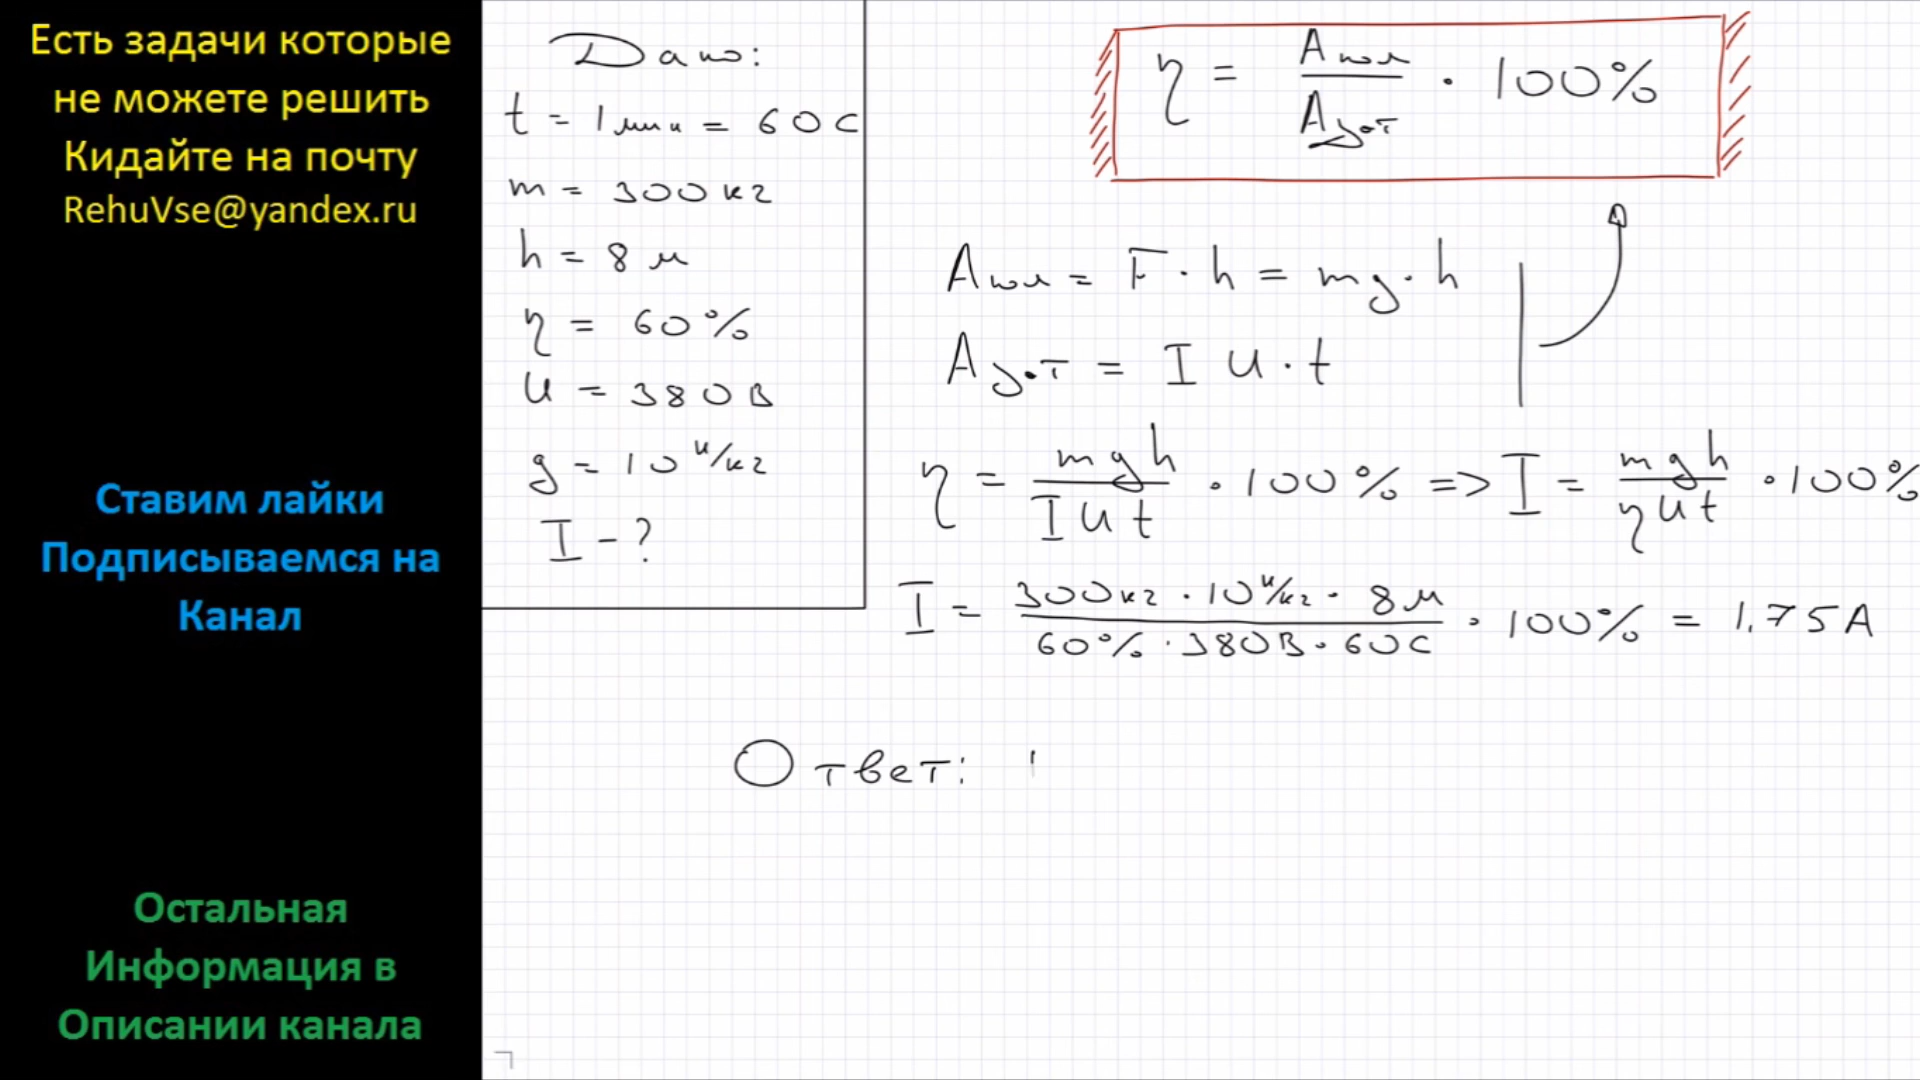 Есть задачи которые
не можете решить
Кидайте на почту
RehuVse@yandex.ru
Ставим лайки
Подписываемся на
Канал
Остальная
Информация в
Описании канала
Дано:
t = 1 мин = 60 С
m = 300 кг
h = 8 м
η = 60 %
U = 380 В
g = 10 н/кг
I - ?
η = Aпол / Aзат · 100%
Aпол = F · h = mg · h
Aзат = I U · t
η = mgh / IUt · 100% => I = mgh / ηUt · 100%
I = 300 кг · 10 н/кг · 8 м / 60% · 380 В · 60 С · 100% = 1,75 А
Ответ: